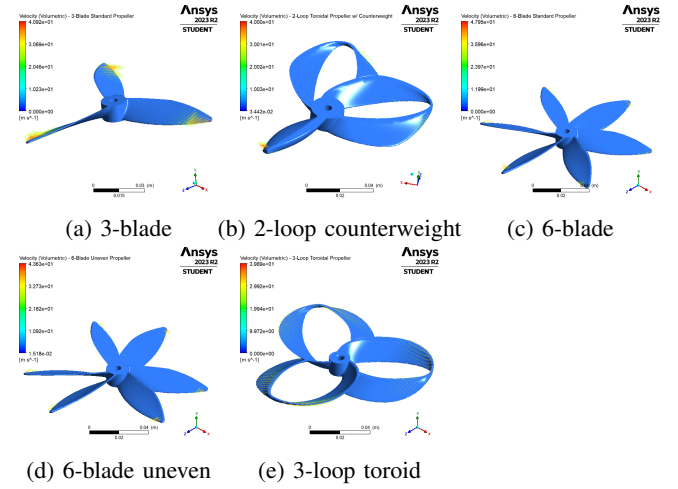 Velocity (Volumetric) - 3-Blade Standard Propeller
4.092e+01
3.069e+01
2.046e+01
1.023e+01
0.000e+00
[m s^-1]
Ansys
2023 R2
STUDENT
0 0.03 (m)
0.015
Y
Z X
(a) 3-blade
Velocity (Volumetric) - 2-Loop Toroidal Propeller w/ Counterweight
4.000e+01
3.001e+01
2.002e+01
1.003e+01
3.442e-02
[m s^-1]
Ansys
2023 R2
STUDENT
0 0.04 (m)
0.02
X
(b) 2-loop counterweight
Velocity (Volumetric) - 6-Blade Standard Propeller
4.795e+01
3.596e+01
2.397e+01
1.199e+01
0.000e+00
[m s^-1]
Ansys
2023 R2
STUDENT
0
0.02
Y
Z X
(c) 6-blade
Velocity (Volumetric) - 6-Blade Uneven Propeller
4.363e+01
3.273e+01
2.182e+01
1.092e+01
1.518e-02
[m s^-1]
Ansys
2023 R2
STUDENT
0 0.04 (m)
0.02
Y
Z X
(d) 6-blade uneven
Velocity (Volumetric) - 3-Loop Toroidal Propeller
3.989e+01
2.992e+01
1.994e+01
9.972e+00
0.000e+00
[m s^-1]
Ansys
2023 R2
STUDENT
0 0.04 (m)
0.02
Y
Z X
(e) 3-loop toroid